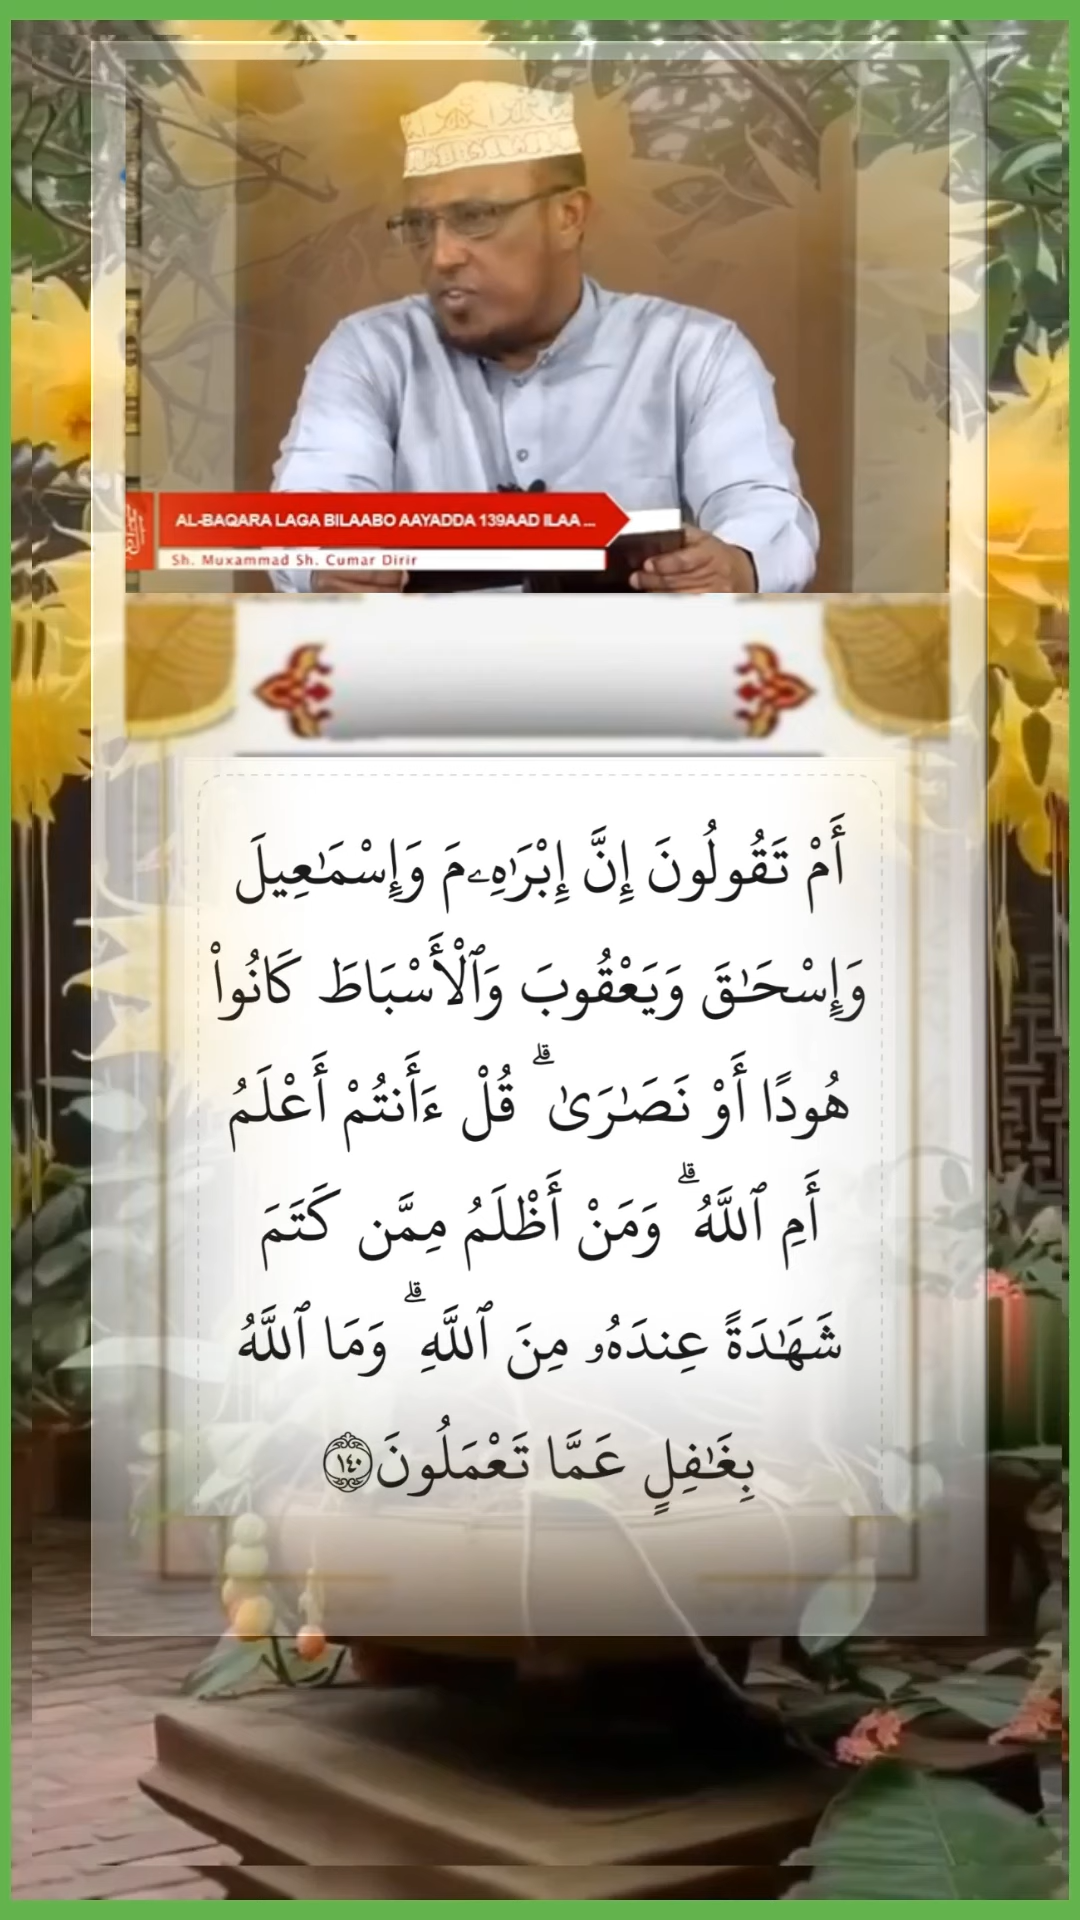 AL-BAQARA LAGA BILAABO AAYADDA 139AAD ILAA ...
Sh. Muxammad Sh. Cumar Dirir
أَمْ تَقُولُونَ إِنَّ إِبْرَٰهِـۧمَ وَإِسْمَـٰعِيلَ
وَإِسْحَـٰقَ وَيَعْقُوبَ وَٱلْأَسْبَاطَ كَانُوا۟
هُودًا أَوْ نَصَـٰرَىٰ ۗ قُلْ ءَأَنتُمْ أَعْلَمُ
أَمِ ٱللَّهُ ۗ وَمَنْ أَظْلَمُ مِمَّن كَتَمَ
شَهَـٰدَةً عِندَهُۥ مِنَ ٱللَّهِ ۗ وَمَا ٱللَّهُ
بِغَـٰفِلٍ عَمَّا تَعْمَلُونَ ١٤٠